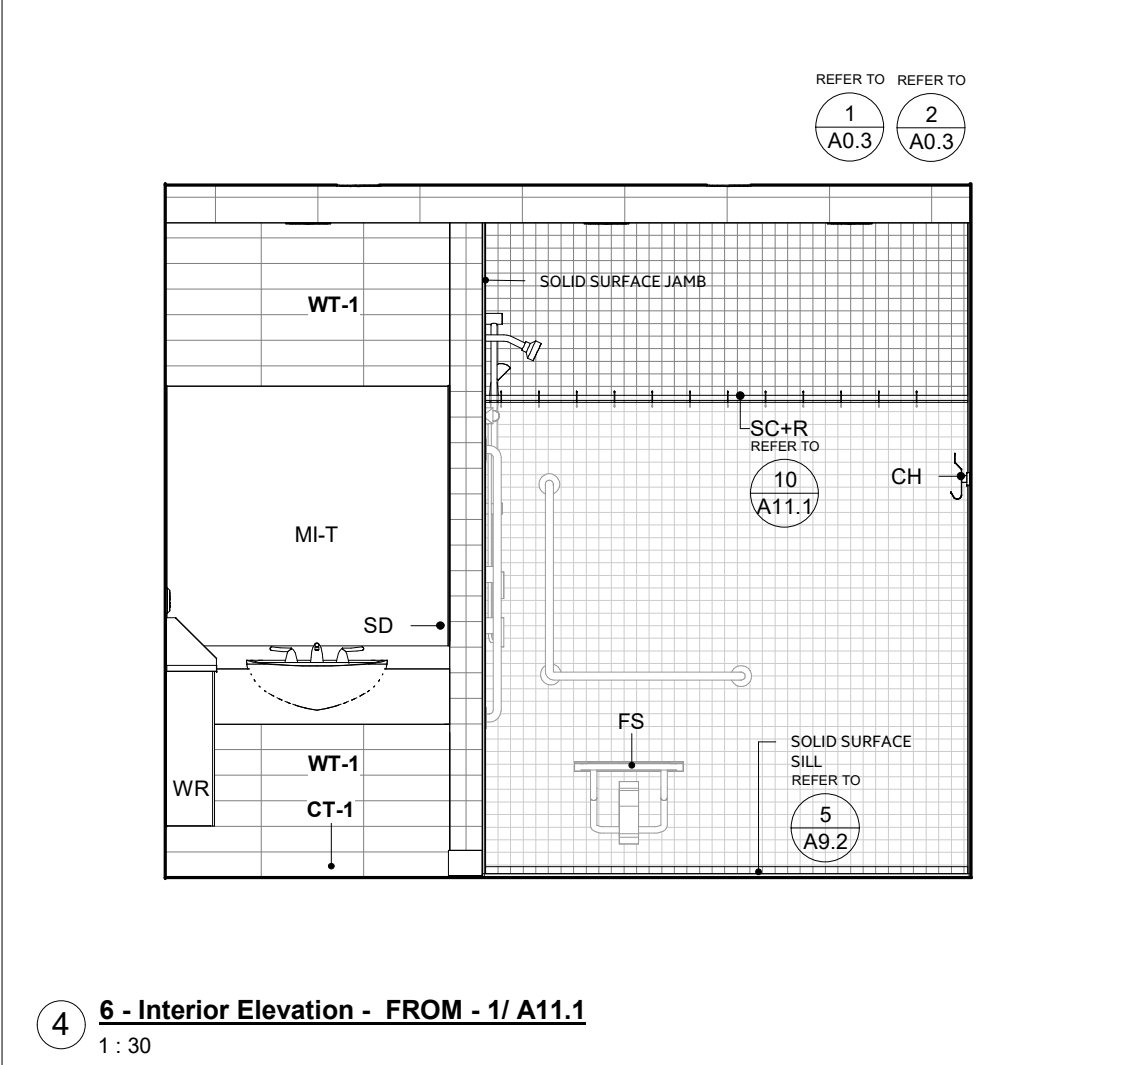 REFER TO REFER TO
1 2
A0.3 A0.3
SOLID SURFACE JAMB
WT-1
SC+R
REFER TO
10
A11.1
CH
MI-T
SD
FS
SOLID SURFACE
SILL
REFER TO
5
A9.2
WT-1
WR
CT-1
4
6 - Interior Elevation - FROM - 1/ A11.1
1 : 30